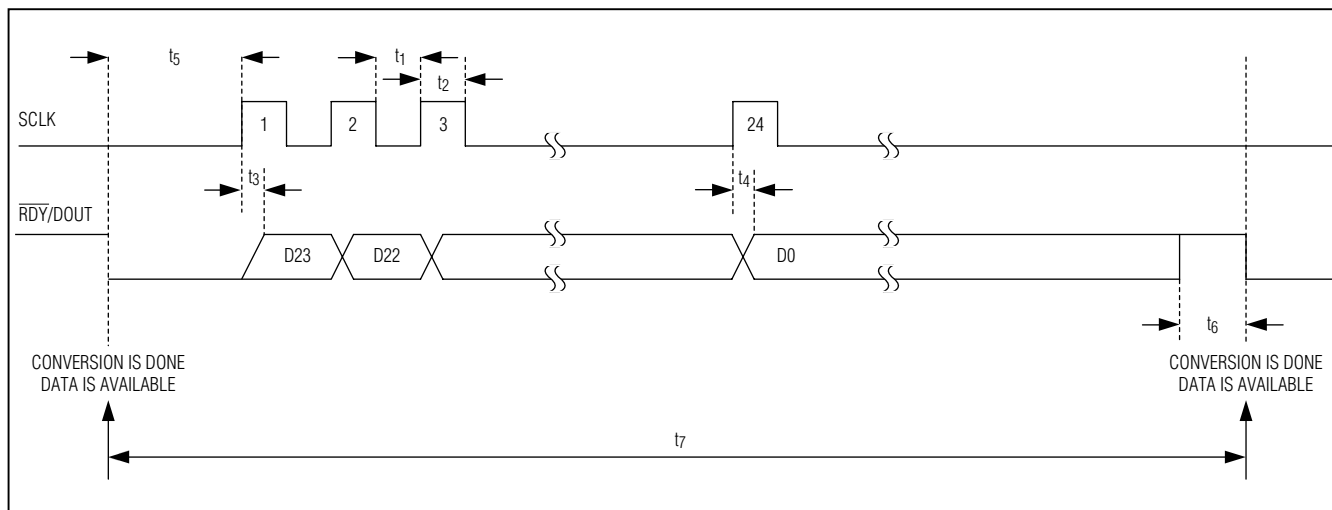 t5
t1
t2
SCLK
1
2
3
24
t3
t4
RDY/DOUT
D23
D22
D0
t6
CONVERSION IS DONE
DATA IS AVAILABLE
CONVERSION IS DONE
DATA IS AVAILABLE
t7